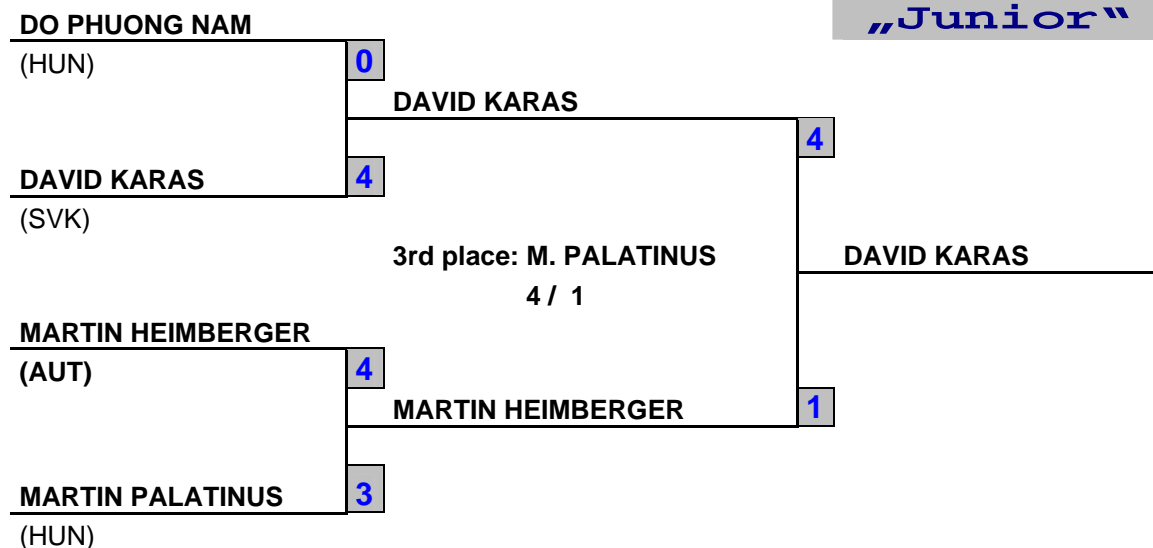 „Junior“
DO PHUONG NAM
(HUN)
0
DAVID KARAS
4
4
DAVID KARAS
(SVK)
3rd place: M. PALATINUS
4 / 1
DAVID KARAS
MARTIN HEIMBERGER
(AUT)
4
MARTIN HEIMBERGER
1
MARTIN PALATINUS
3
(HUN)